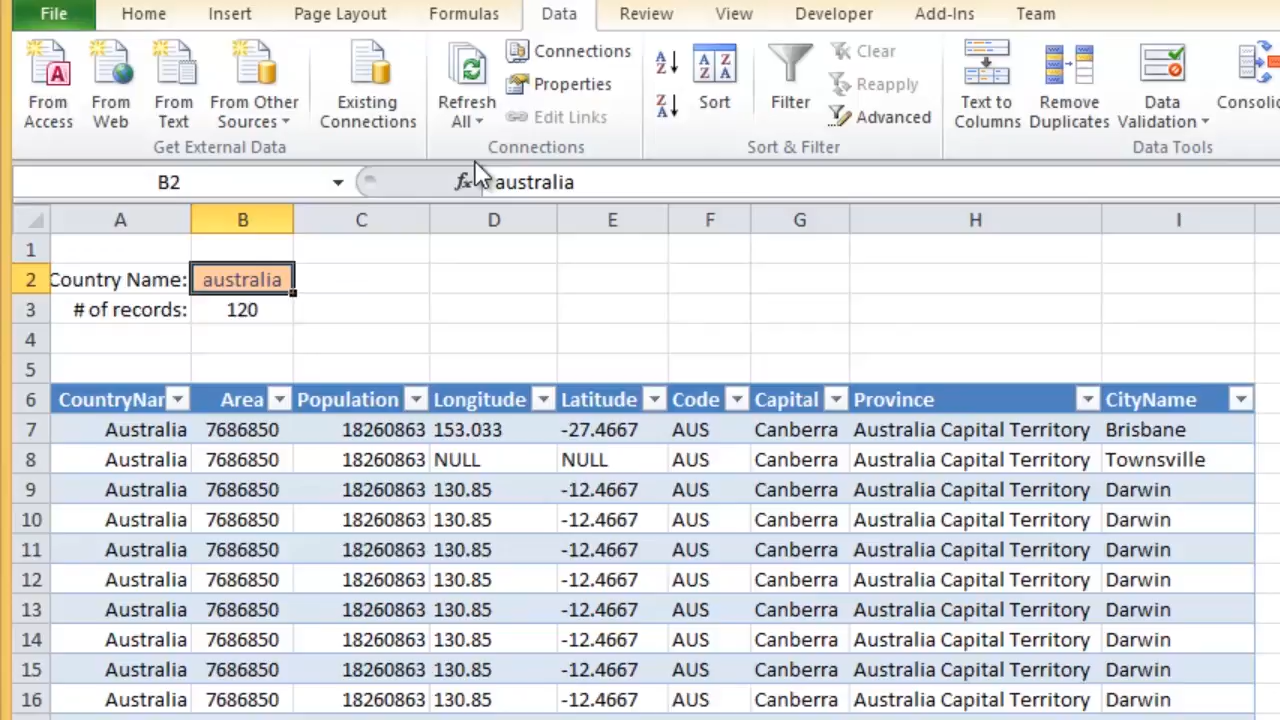 File Home Insert Page Layout Formulas Data Review View Developer Add-Ins Team
From Access
From Web
From Text
From Other Sources
Existing Connections
Get External Data
Refresh All
Connections
Properties
Edit Links
Connections
A Z
Z A
A Z Z A
Sort
Filter
Clear
Reapply
Advanced
Sort & Filter
Text to Columns
Remove Duplicates
Data Validation
Consolid
Data Tools
B2 fx australia
A B C D E F G H I
1
2 Country Name: australia
3 # of records: 120
4
5
6 CountryNar Area Population Longitude Latitude Code Capital Province CityName
7 Australia 7686850 18260863 153.033 -27.4667 AUS Canberra Australia Capital Territory Brisbane
8 Australia 7686850 18260863 NULL NULL AUS Canberra Australia Capital Territory Townsville
9 Australia 7686850 18260863 130.85 -12.4667 AUS Canberra Australia Capital Territory Darwin
10 Australia 7686850 18260863 130.85 -12.4667 AUS Canberra Australia Capital Territory Darwin
11 Australia 7686850 18260863 130.85 -12.4667 AUS Canberra Australia Capital Territory Darwin
12 Australia 7686850 18260863 130.85 -12.4667 AUS Canberra Australia Capital Territory Darwin
13 Australia 7686850 18260863 130.85 -12.4667 AUS Canberra Australia Capital Territory Darwin
14 Australia 7686850 18260863 130.85 -12.4667 AUS Canberra Australia Capital Territory Darwin
15 Australia 7686850 18260863 130.85 -12.4667 AUS Canberra Australia Capital Territory Darwin
16 Australia 7686850 18260863 130.85 -12.4667 AUS Canberra Australia Capital Territory Darwin